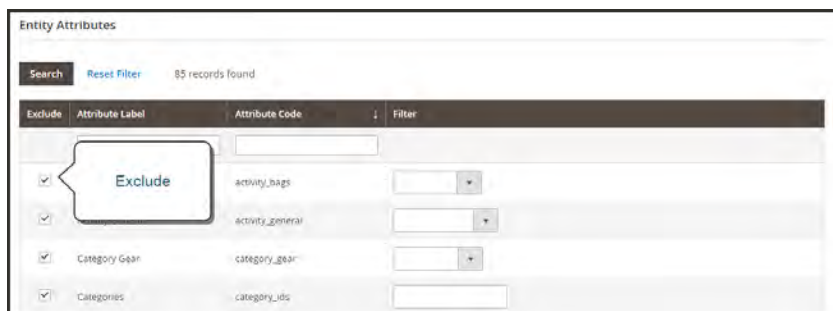 Entity Attributes
Search Reset Filter 85 records found
Exclude Attribute Label Attribute Code ↓ Filter
Exclude
activity_bags
activity_general
Category Gear category_gear
Categories category_ids